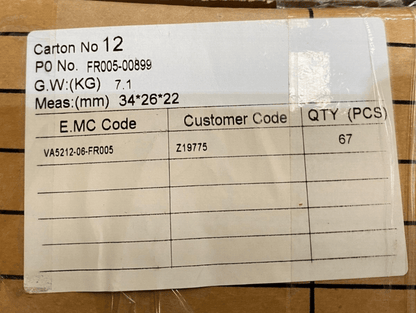 Carton No 12
PO No. FR005-00899
G.W:(KG) 7.1
Meas:(mm) 34*26*22
E.MC Code Customer Code QTY (PCS)
VA5212-06-FR005 Z19775 67